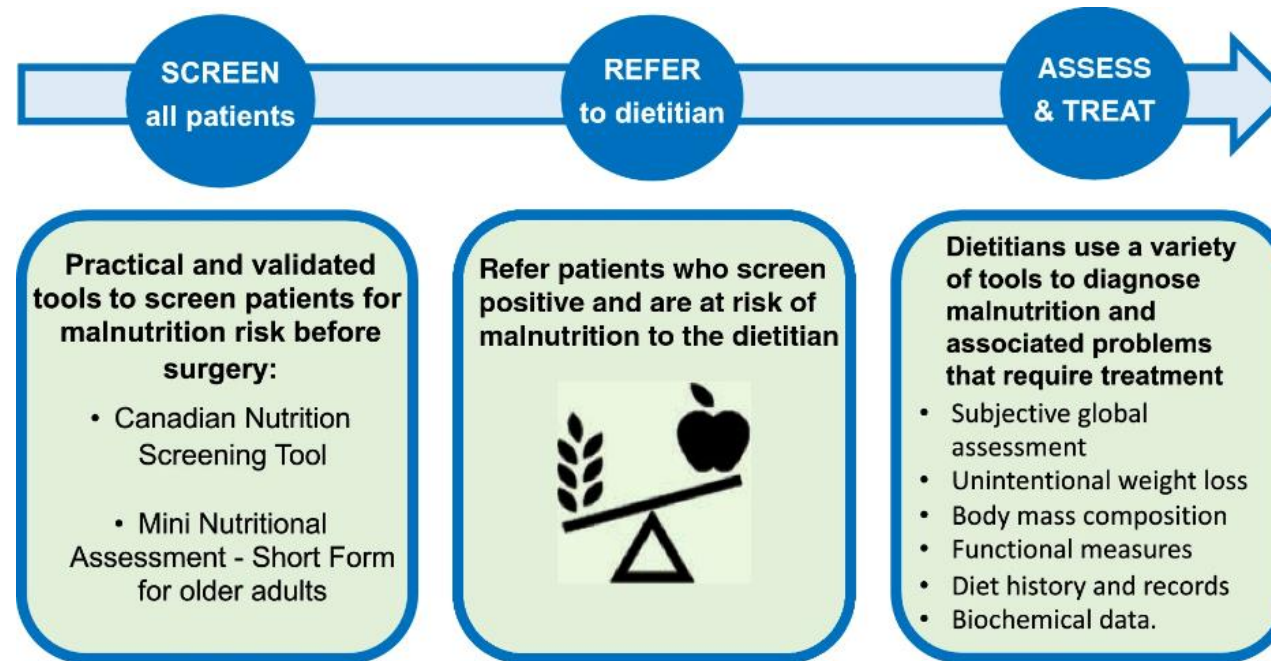 SCREEN
all patients
REFER
to dietitian
ASSESS
& TREAT
Practical and validated
tools to screen patients for
malnutrition risk before
surgery:
• Canadian Nutrition
Screening Tool
• Mini Nutritional
Assessment - Short Form
for older adults
Refer patients who screen
positive and are at risk of
malnutrition to the dietitian
Dietitians use a variety
of tools to diagnose
malnutrition and
associated problems
that require treatment
• Subjective global
assessment
• Unintentional weight loss
• Body mass composition
• Functional measures
• Diet history and records
• Biochemical data.